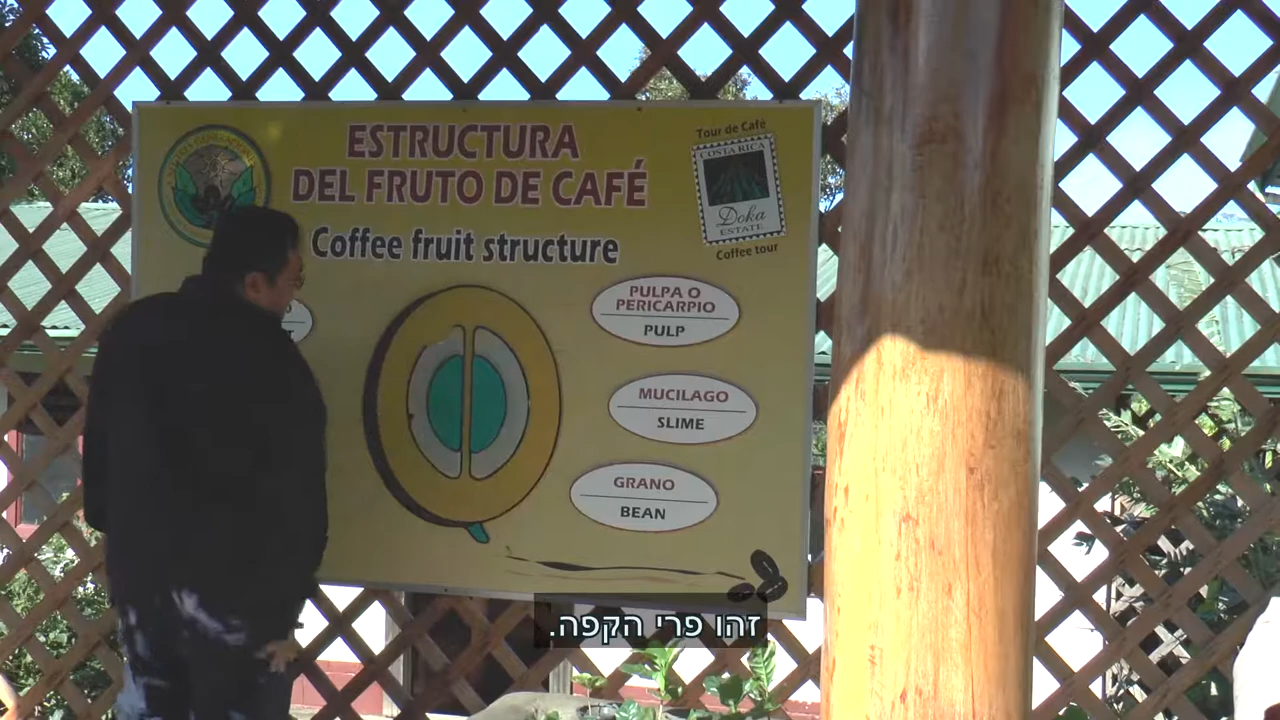 ESTRUCTURA
DEL FRUTO DE CAFÉ
Coffee fruit structure
Tour de Café
COSTA RICA
Doka
ESTATE
Coffee tour
PULPA O
PERICARPIO
PULP
MUCILAGO
SLIME
GRANO
BEAN
זהו פרי הקפה.